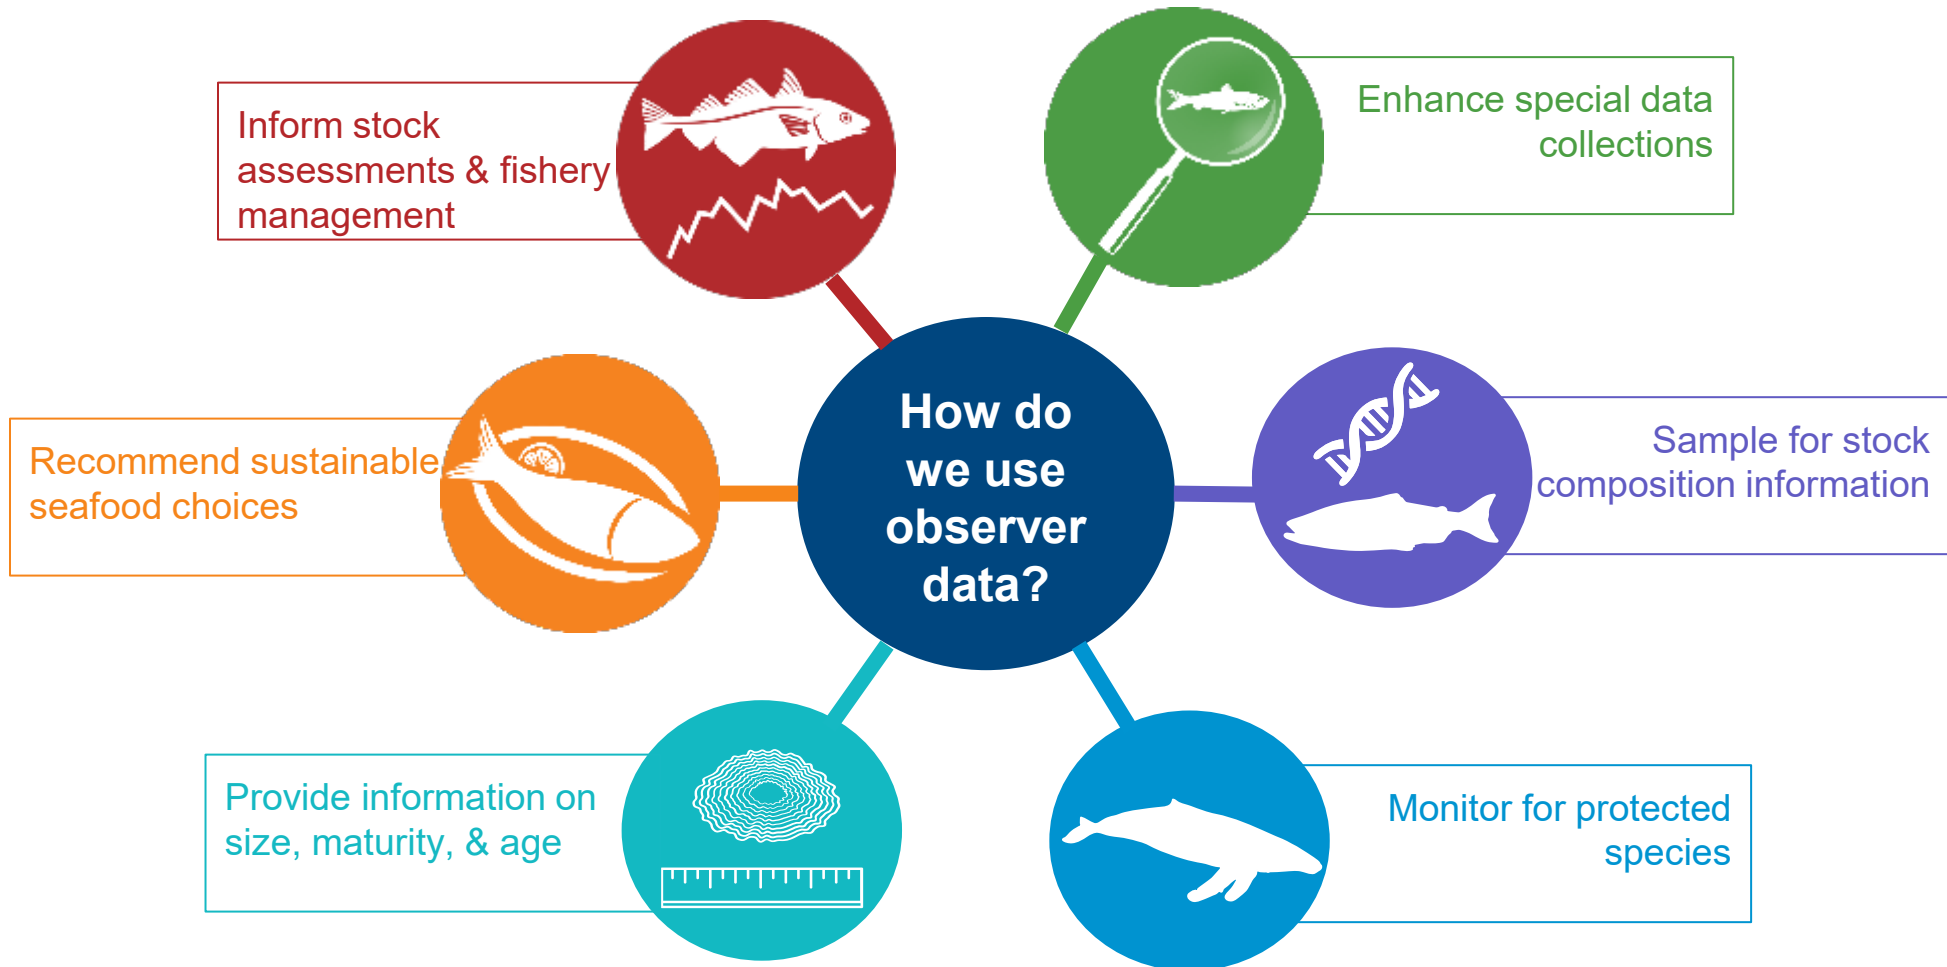 Inform stock
assessments & fishery
management
Enhance special data
collections
Recommend sustainable
seafood choices
How do
we use
observer
data?
Sample for stock
composition information
Provide information on
size, maturity, & age
Monitor for protected
species